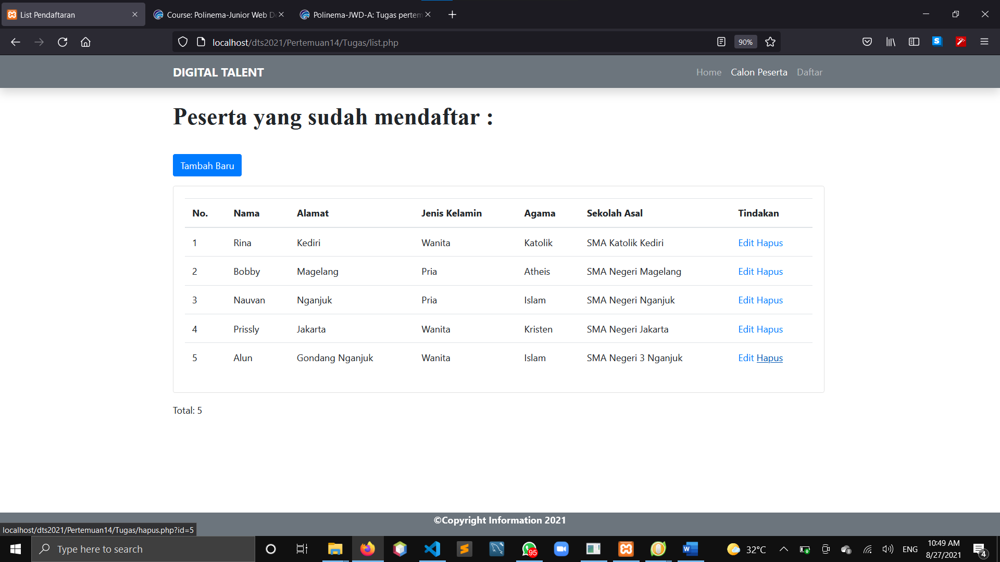 List Pendaftaran
Course: Polinema-Junior Web De
Polinema-JWD-A: Tugas pertem
localhost/dts2021/Pertemuan14/Tugas/list.php
90%
DIGITAL TALENT
Home Calon Peserta Daftar
Peserta yang sudah mendaftar :
Tambah Baru
No. Nama Alamat Jenis Kelamin Agama Sekolah Asal Tindakan
1 Rina Kediri Wanita Katolik SMA Katolik Kediri Edit Hapus
2 Bobby Magelang Pria Atheis SMA Negeri Magelang Edit Hapus
3 Nauvan Nganjuk Pria Islam SMA Negeri Nganjuk Edit Hapus
4 Prissly Jakarta Wanita Kristen SMA Negeri Jakarta Edit Hapus
5 Alun Gondang Nganjuk Wanita Islam SMA Negeri 3 Nganjuk Edit Hapus
Total: 5
©Copyright Information 2021
localhost/dts2021/Pertemuan14/Tugas/hapus.php?id=5
Type here to search
95
32°C
ENG
10:49 AM
8/27/2021
4